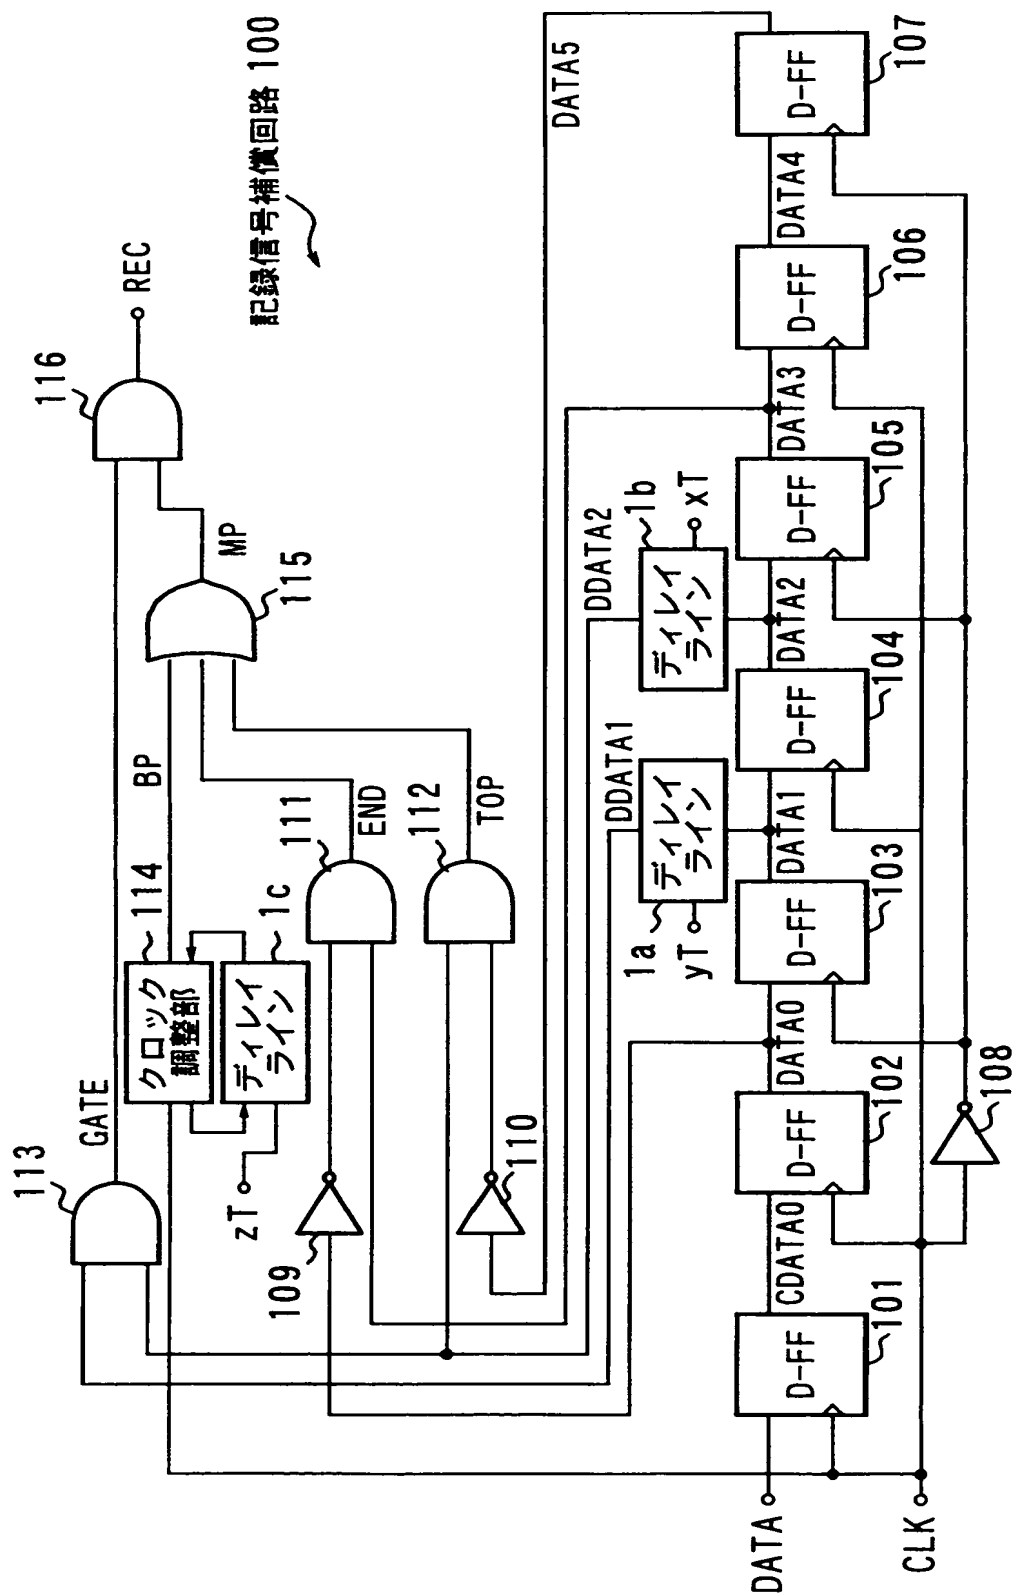 記録信号補償回路 100
113
GATE
116
REC
クロック
調整部
114
BP
ディレイ
ライン
1c
zT
115
MP
109
111
END
110
112
TOP
DATA5
DDATA1
DDATA2
1a
yT
ディレイ
ライン
ディレイ
ライン
1b
xT
DATA
D-FF
101
CDATA0
D-FF
102
DATA0
D-FF
103
DATA1
D-FF
104
DATA2
D-FF
105
DATA3
D-FF
106
DATA4
D-FF
107
CLK
108